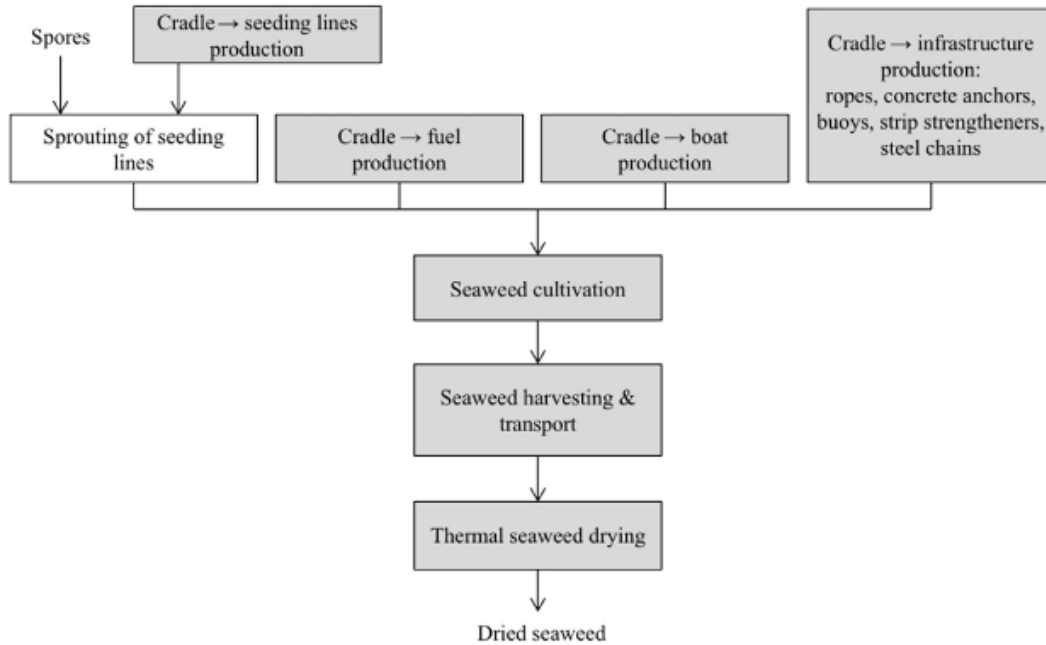 Spores
Cradle → seeding lines
production
Sprouting of seeding
lines
Cradle → fuel
production
Cradle → boat
production
Cradle → infrastructure
production:
ropes, concrete anchors,
buoys, strip strengtheners,
steel chains
Seaweed cultivation
Seaweed harvesting &
transport
Thermal seaweed drying
Dried seaweed